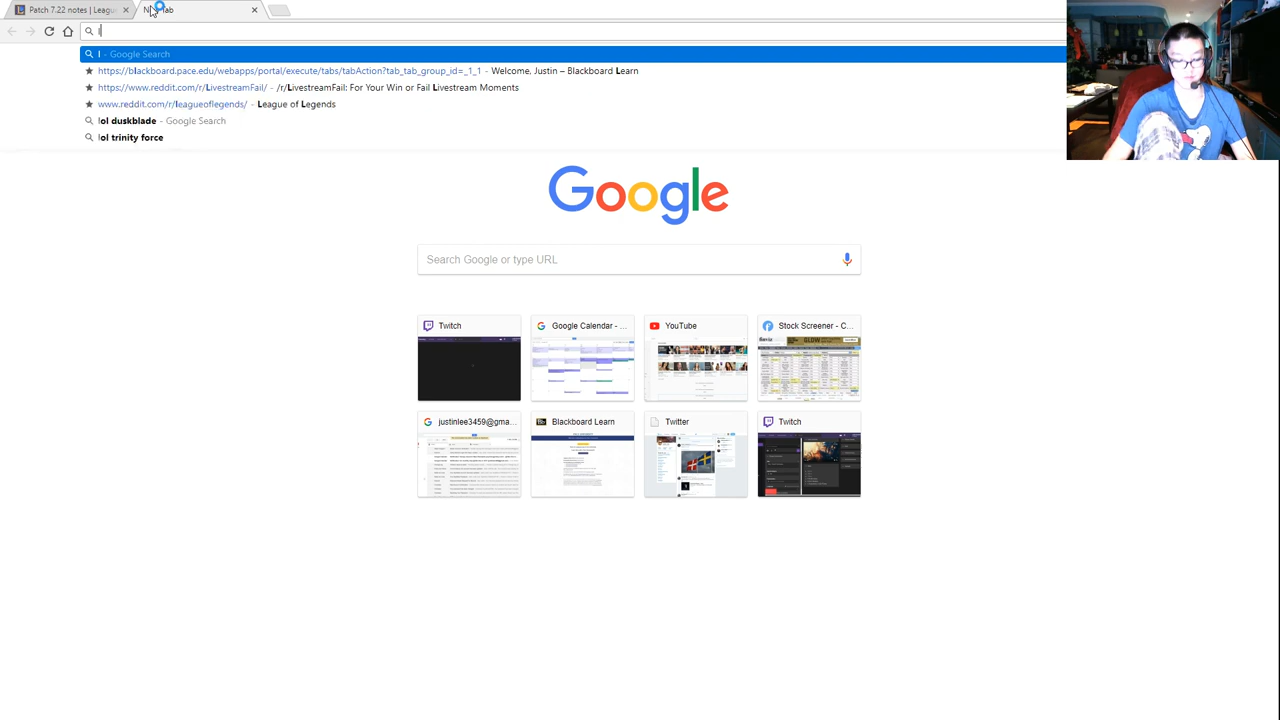 Patch 7.22 notes | Leagu
N Tab
l
l - Google Search
https://blackboard.pace.edu/webapps/portal/execute/tabs/tabAction?tab_tab_group_id=_1_1 - Welcome, Justin – Blackboard Learn
https://www.reddit.com/r/LivestreamFail/ - /r/LivestreamFail: For Your Win or Fail Livestream Moments
www.reddit.com/r/leagueoflegends/ - League of Legends
lol duskblade - Google Search
lol trinity force
Google
Search Google or type URL
Twitch
Google Calendar - ...
YouTube
Stock Screener - C...
justinlee3459@gma...
Blackboard Learn
Twitter
Twitch